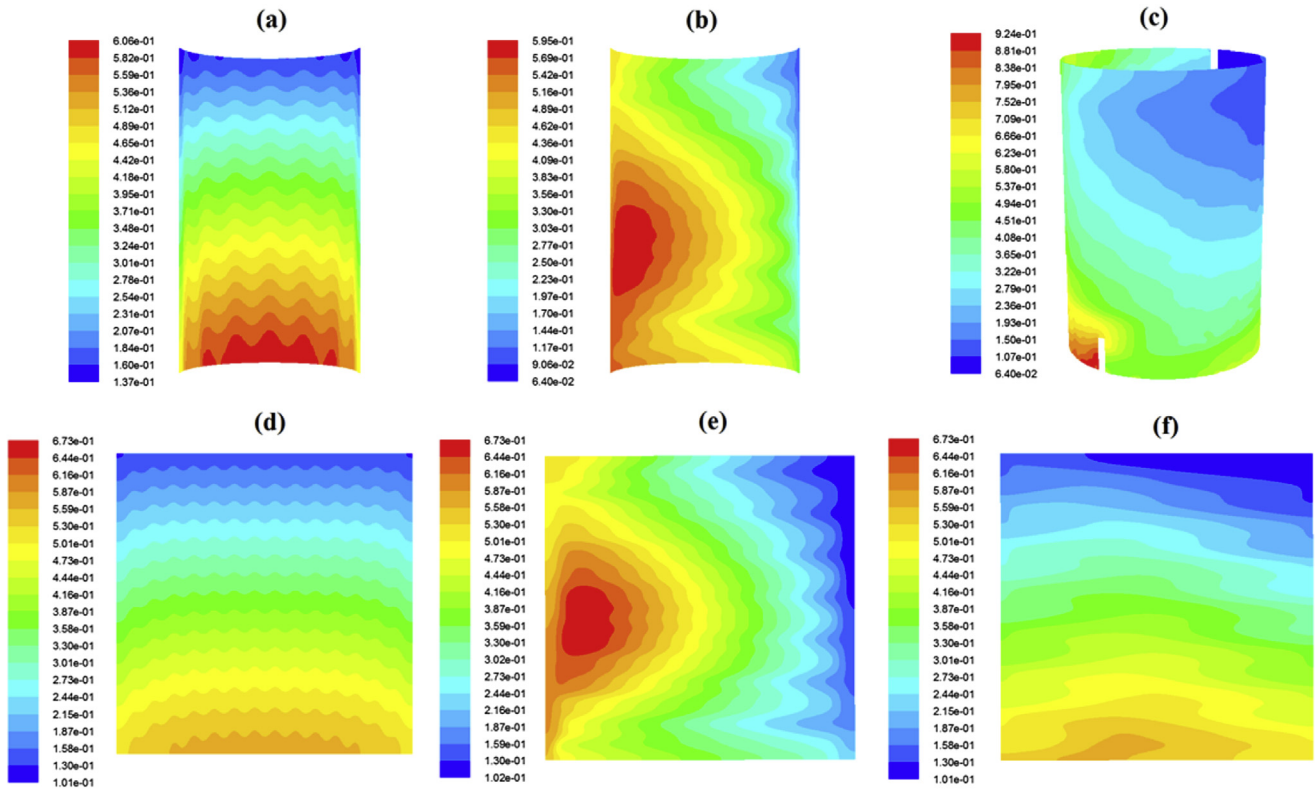 (a)
6.06e-01
5.82e-01
5.59e-01
5.36e-01
5.12e-01
4.89e-01
4.65e-01
4.42e-01
4.18e-01
3.95e-01
3.71e-01
3.48e-01
3.24e-01
3.01e-01
2.78e-01
2.54e-01
2.31e-01
2.07e-01
1.84e-01
1.60e-01
1.37e-01
(b)
5.95e-01
5.69e-01
5.42e-01
5.16e-01
4.89e-01
4.62e-01
4.36e-01
4.09e-01
3.83e-01
3.56e-01
3.30e-01
3.03e-01
2.77e-01
2.50e-01
2.23e-01
1.97e-01
1.70e-01
1.44e-01
1.17e-01
9.06e-02
6.40e-02
(c)
9.24e-01
8.81e-01
8.38e-01
7.95e-01
7.52e-01
7.09e-01
6.66e-01
6.23e-01
5.80e-01
5.37e-01
4.94e-01
4.51e-01
4.08e-01
3.65e-01
3.22e-01
2.79e-01
2.36e-01
1.93e-01
1.50e-01
1.07e-01
6.40e-02
(d)
6.73e-01
6.44e-01
6.16e-01
5.87e-01
5.59e-01
5.30e-01
5.01e-01
4.73e-01
4.44e-01
4.16e-01
3.87e-01
3.58e-01
3.30e-01
3.01e-01
2.73e-01
2.44e-01
2.15e-01
1.87e-01
1.58e-01
1.30e-01
1.01e-01
(e)
6.73e-01
6.44e-01
6.16e-01
5.87e-01
5.58e-01
5.30e-01
5.01e-01
4.73e-01
4.44e-01
4.16e-01
3.87e-01
3.59e-01
3.30e-01
3.02e-01
2.73e-01
2.44e-01
2.16e-01
1.87e-01
1.59e-01
1.30e-01
1.02e-01
(f)
6.73e-01
6.44e-01
6.16e-01
5.87e-01
5.59e-01
5.30e-01
5.01e-01
4.73e-01
4.44e-01
4.16e-01
3.87e-01
3.58e-01
3.30e-01
3.01e-01
2.73e-01
2.44e-01
2.15e-01
1.87e-01
1.58e-01
1.30e-01
1.01e-01